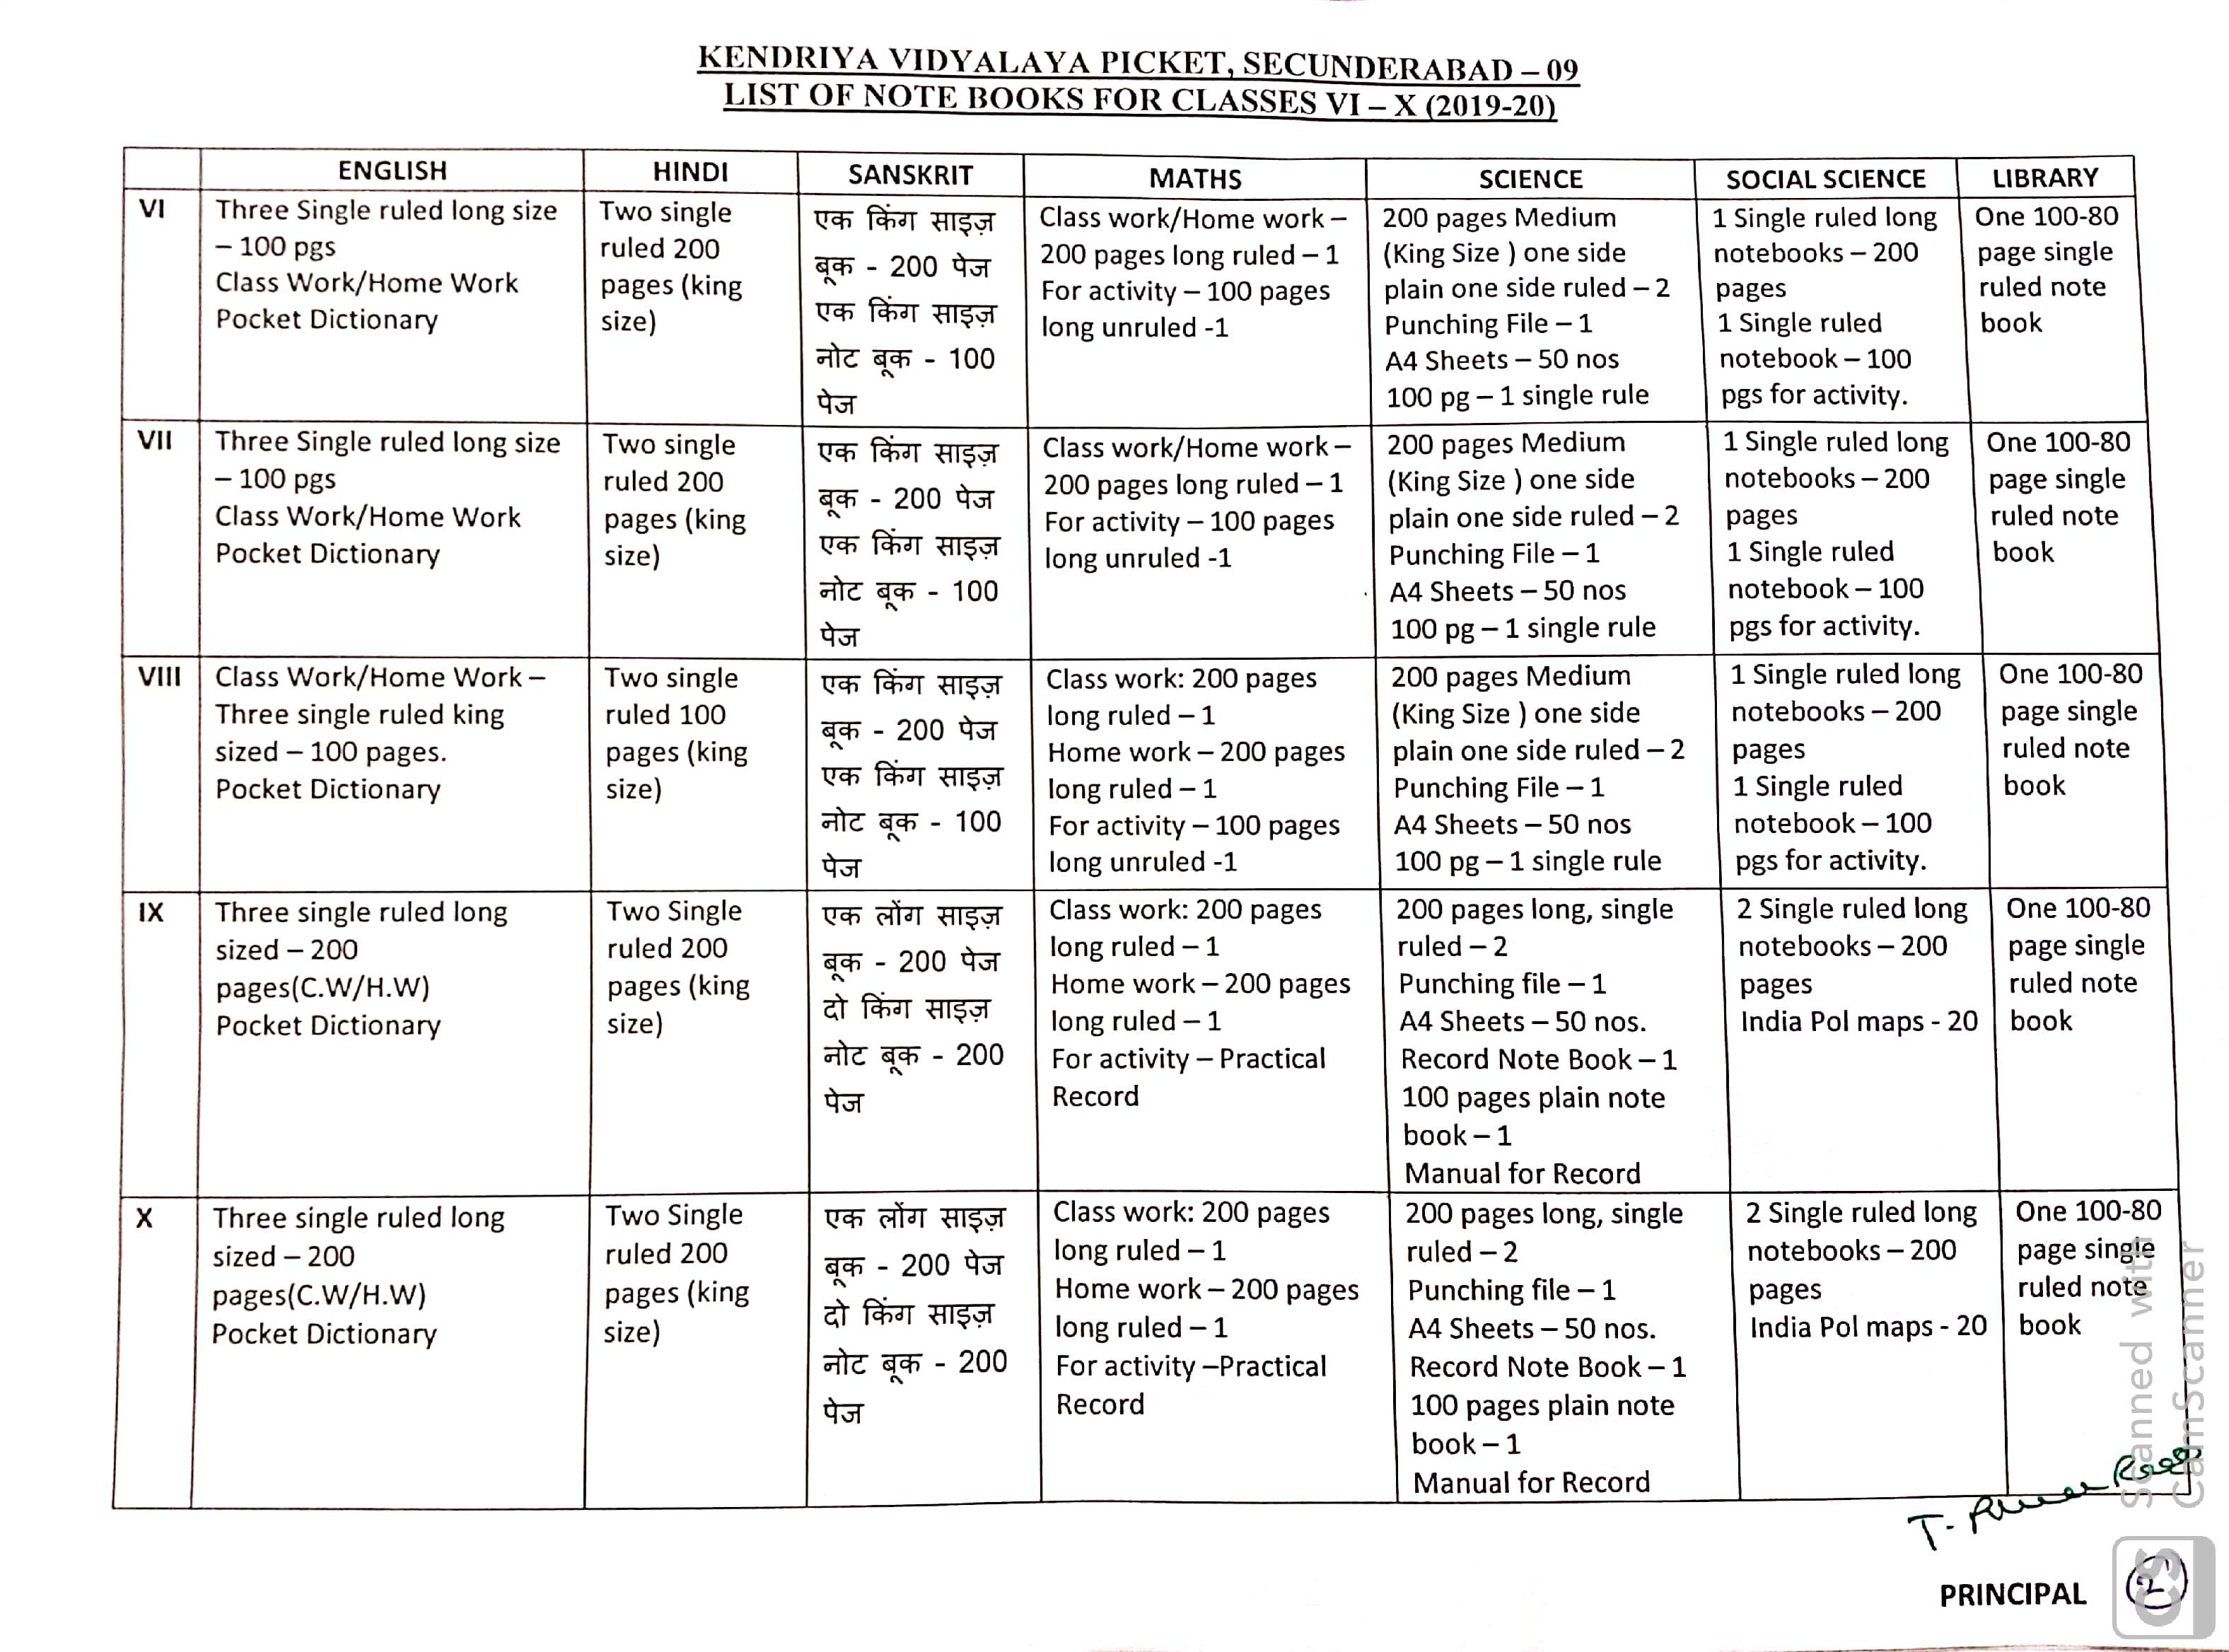 KENDRIYA VIDYALAYA PICKET, SECUNDERABAD – 09
LIST OF NOTE BOOKS FOR CLASSES VI – X (2019-20)
ENGLISH
HINDI
SANSKRIT
MATHS
SCIENCE
SOCIAL SCIENCE
LIBRARY
VI
Three Single ruled long size
– 100 pgs
Class Work/Home Work
Pocket Dictionary
Two single
ruled 200
pages (king
size)
एक किंग साइज़
बूक - 200 पेज
एक किंग साइज़
नोट बूक - 100
पेज
Class work/Home work –
200 pages long ruled – 1
For activity – 100 pages
long unruled -1
200 pages Medium
(King Size ) one side
plain one side ruled – 2
Punching File – 1
A4 Sheets – 50 nos
100 pg – 1 single rule
1 Single ruled long
notebooks – 200
pages
1 Single ruled
notebook – 100
pgs for activity.
One 100-80
page single
ruled note
book
VII
Three Single ruled long size
– 100 pgs
Class Work/Home Work
Pocket Dictionary
Two single
ruled 200
pages (king
size)
एक किंग साइज़
बूक - 200 पेज
एक किंग साइज़
नोट बूक - 100
पेज
Class work/Home work –
200 pages long ruled – 1
For activity – 100 pages
long unruled -1
200 pages Medium
(King Size ) one side
plain one side ruled – 2
Punching File – 1
A4 Sheets – 50 nos
100 pg – 1 single rule
1 Single ruled long
notebooks – 200
pages
1 Single ruled
notebook – 100
pgs for activity.
One 100-80
page single
ruled note
book
VIII
Class Work/Home Work –
Three single ruled king
sized – 100 pages.
Pocket Dictionary
Two single
ruled 100
pages (king
size)
एक किंग साइज़
बूक - 200 पेज
एक किंग साइज़
नोट बूक - 100
पेज
Class work: 200 pages
long ruled – 1
Home work – 200 pages
long ruled – 1
For activity – 100 pages
long unruled -1
200 pages Medium
(King Size ) one side
plain one side ruled – 2
Punching File – 1
A4 Sheets – 50 nos
100 pg – 1 single rule
1 Single ruled long
notebooks – 200
pages
1 Single ruled
notebook – 100
pgs for activity.
One 100-80
page single
ruled note
book
IX
Three single ruled long
sized – 200
pages(C.W/H.W)
Pocket Dictionary
Two Single
ruled 200
pages (king
size)
एक लोंग साइज़
बूक - 200 पेज
दो किंग साइज़
नोट बूक - 200
पेज
Class work: 200 pages
long ruled – 1
Home work – 200 pages
long ruled – 1
For activity – Practical
Record
200 pages long, single
ruled – 2
Punching file – 1
A4 Sheets – 50 nos.
Record Note Book – 1
100 pages plain note
book – 1
Manual for Record
2 Single ruled long
notebooks – 200
pages
India Pol maps - 20
One 100-80
page single
ruled note
book
X
Three single ruled long
sized – 200
pages(C.W/H.W)
Pocket Dictionary
Two Single
ruled 200
pages (king
size)
एक लोंग साइज़
बूक - 200 पेज
दो किंग साइज़
नोट बूक - 200
पेज
Class work: 200 pages
long ruled – 1
Home work – 200 pages
long ruled – 1
For activity –Practical
Record
200 pages long, single
ruled – 2
Punching file – 1
A4 Sheets – 50 nos.
Record Note Book – 1
100 pages plain note
book – 1
Manual for Record
2 Single ruled long
notebooks – 200
pages
India Pol maps - 20
One 100-80
page single
ruled note
book
T.
PRINCIPAL
2
CS
Scanned with
CamScanner